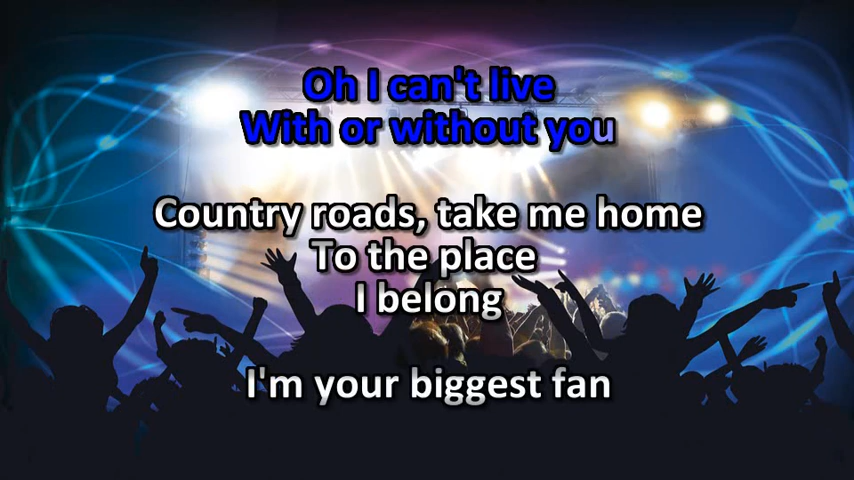 Oh I can't live
With or without you
Country roads, take me home
To the place
I belong
I'm your biggest fan